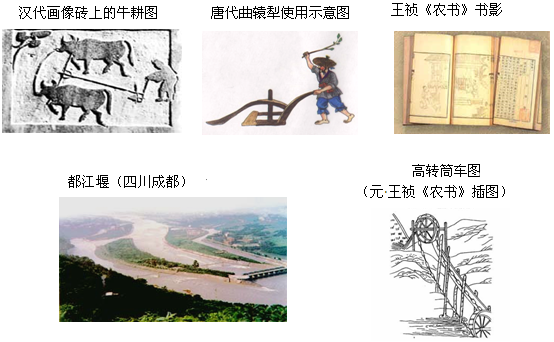 汉代画像砖上的牛耕图
唐代曲辕犁使用示意图
王祯《农书》书影
都江堰（四川成都）
高转筒车图
（元·王祯《农书》插图）